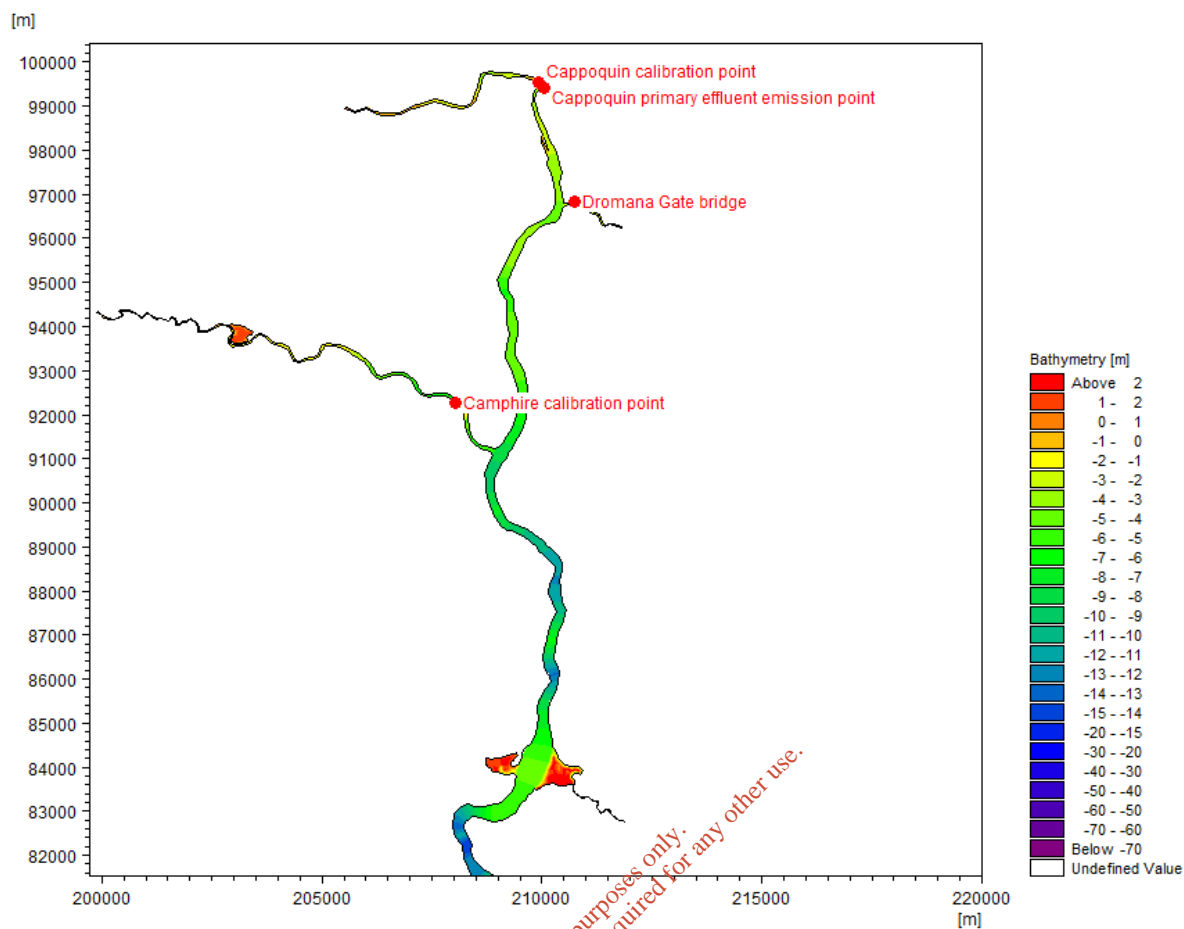 [m]
100000
99000
98000
97000
96000
95000
94000
93000
92000
91000
90000
89000
88000
87000
86000
85000
84000
83000
82000
Cappoquin calibration point
Cappoquin primary effluent emission point
Dromana Gate bridge
Camphire calibration point
200000 205000 210000 215000 220000
[m]
Bathymetry [m]
Above 2
1 - 2
0 - 1
-1 - 0
-2 - -1
-3 - -2
-4 - -3
-5 - -4
-6 - -5
-7 - -6
-8 - -7
-9 - -8
-10 - -9
-11 - -10
-12 - -11
-13 - -12
-14 - -13
-15 - -14
-20 - -15
-30 - -20
-40 - -30
-50 - -40
-60 - -50
-70 - -60
Below -70
Undefined Value
purposes only.
for any other use.